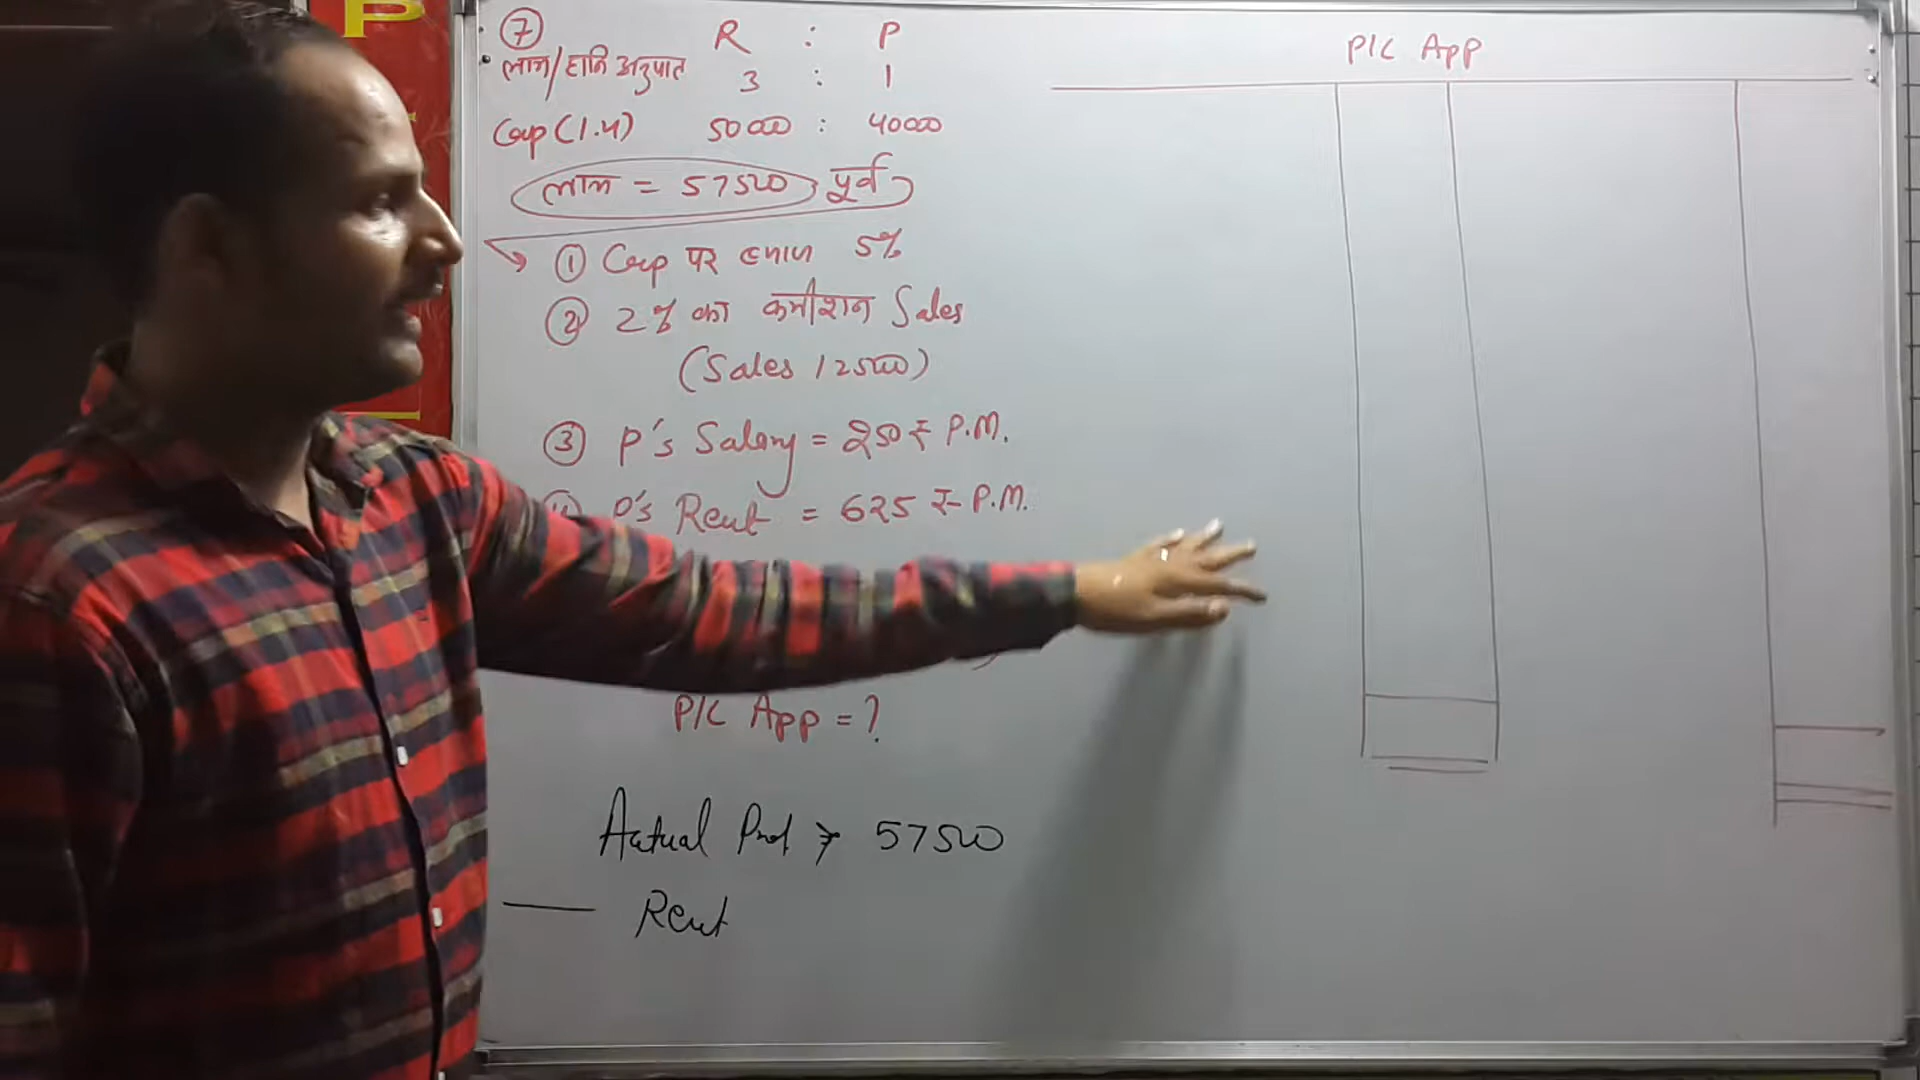 P
⑦ R : P
लाभ/हानि अनुपात 3 : 1
Cap (1.4) 50000 : 40000
लाभ = 57500 पूर्व
① Cap पर ब्याज 5%
② 2% का कमीशन Sales
(Sales 12500)
③ P's Salary = 250₹ P.M.
P's Rent = 625 ₹ P.M.
P/L App = ?
Actual Prof → 57500
Rent
P/L App